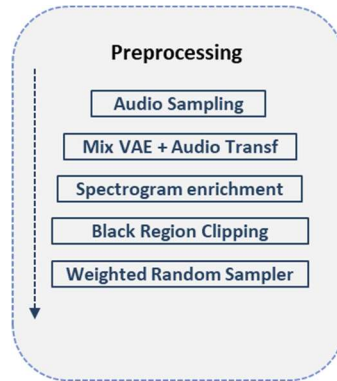 Preprocessing
Audio Sampling
Mix VAE + Audio Transf
Spectrogram enrichment
Black Region Clipping
Weighted Random Sampler